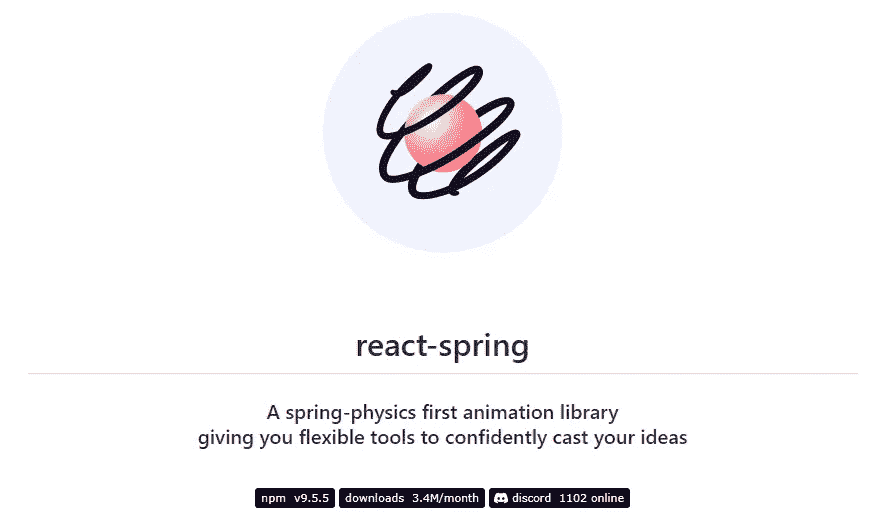 react-spring
A spring-physics first animation library
giving you flexible tools to confidently cast your ideas
npm v9.5.5 downloads 3.4M/month discord 1102 online